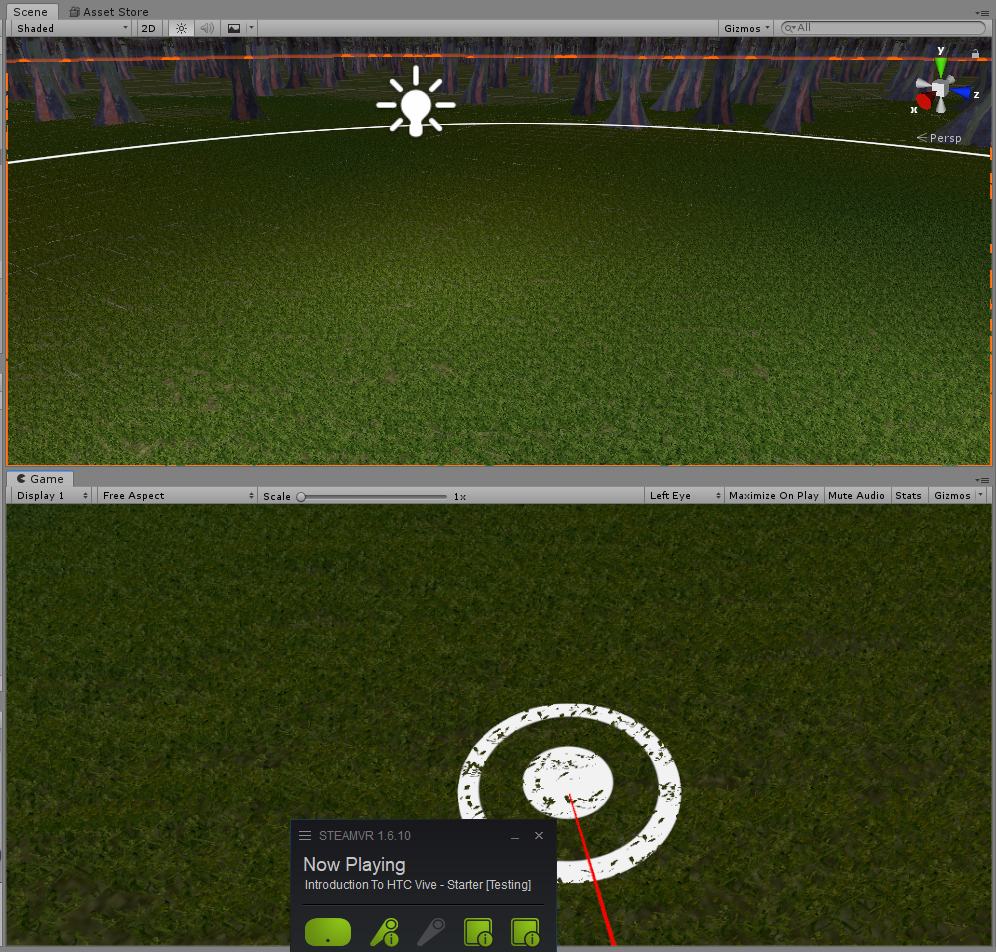 Scene Asset Store
Shaded 2D Gizmos All
y
z
x
Persp
Game
Display 1 Free Aspect Scale 1x Left Eye Maximize On Play Mute Audio Stats Gizmos
STEAMVR 1.6.10
Now Playing
Introduction To HTC Vive - Starter [Testing]